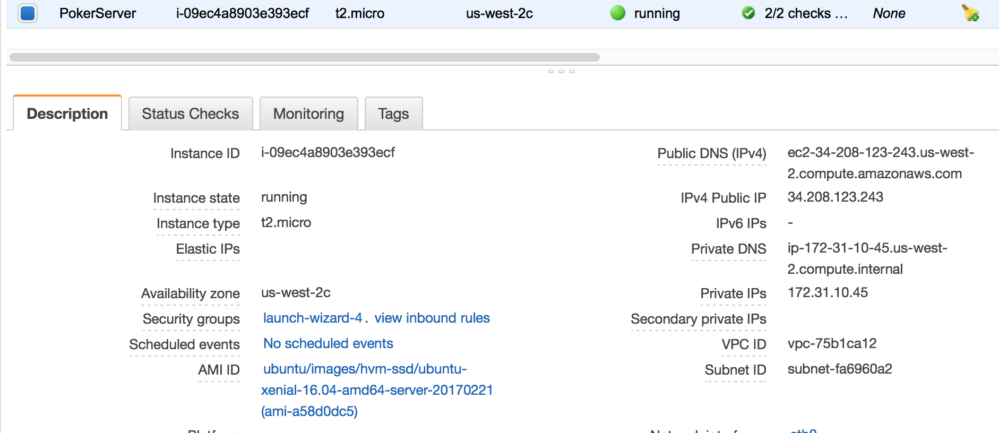 PokerServer i-09ec4a8903e393ecf t2.micro us-west-2c running 2/2 checks ... None
Description Status Checks Monitoring Tags
Instance ID i-09ec4a8903e393ecf Public DNS (IPv4) ec2-34-208-123-243.us-west-
2.compute.amazonaws.com
Instance state running IPv4 Public IP 34.208.123.243
Instance type t2.micro IPv6 IPs -
Elastic IPs Private DNS ip-172-31-10-45.us-west-
2.compute.internal
Availability zone us-west-2c Private IPs 172.31.10.45
Security groups launch-wizard-4 . view inbound rules Secondary private IPs
Scheduled events No scheduled events VPC ID vpc-75b1ca12
AMI ID ubuntu/images/hvm-ssd/ubuntu- Subnet ID subnet-fa6960a2
xenial-16.04-amd64-server-20170221
(ami-a58d0dc5)
Platform Network interfaces eth0